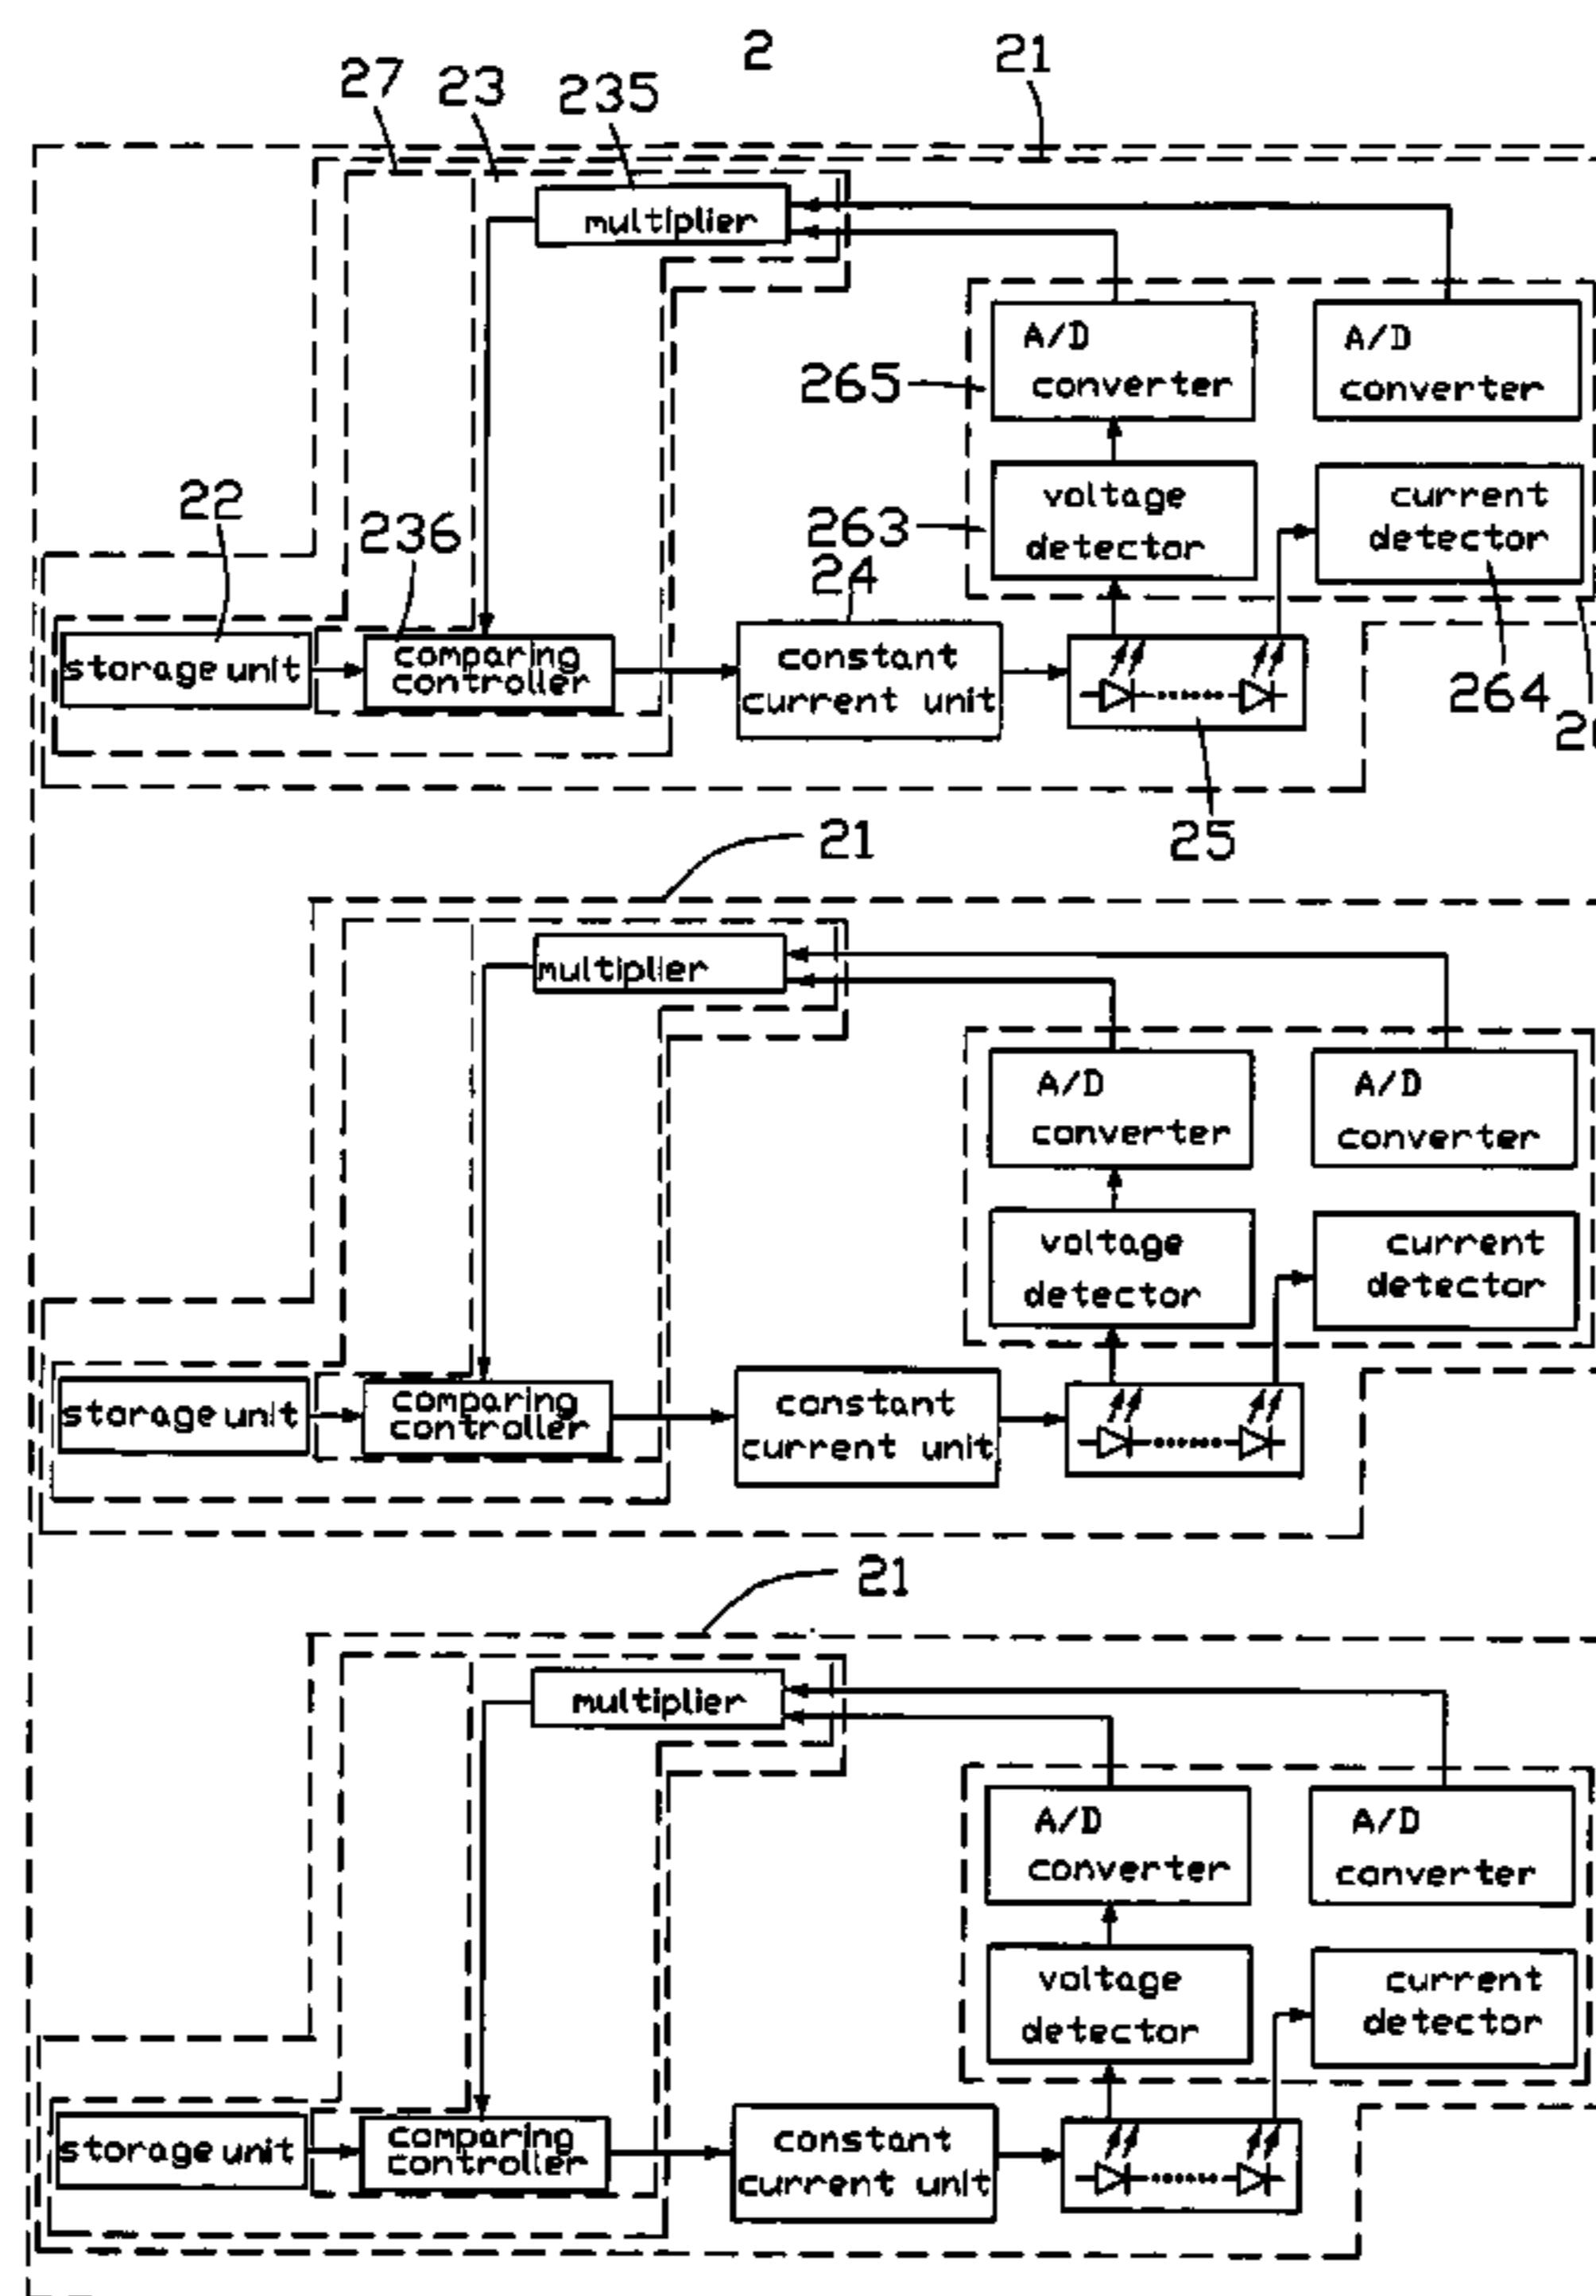 2
21
27
23
235
multiplier
A/D
converter
A/D
converter
265
voltage
detector
current
detector
263
22
236
24
storage unit
comparing
controller
constant
current unit
264
25
21
multiplier
A/D
converter
A/D
converter
voltage
detector
current
detector
storage unit
comparing
controller
constant
current unit
21
multiplier
A/D
converter
A/D
converter
voltage
detector
current
detector
storage unit
comparing
controller
constant
current unit